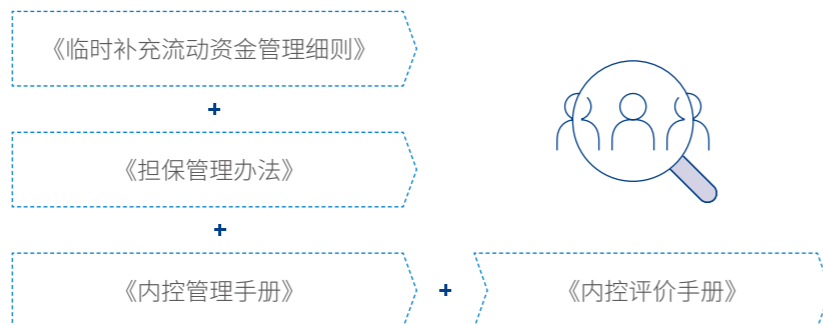 《临时补充流动资金管理细则》
+
《担保管理办法》
+
《内控管理手册》 + 《内控评价手册》